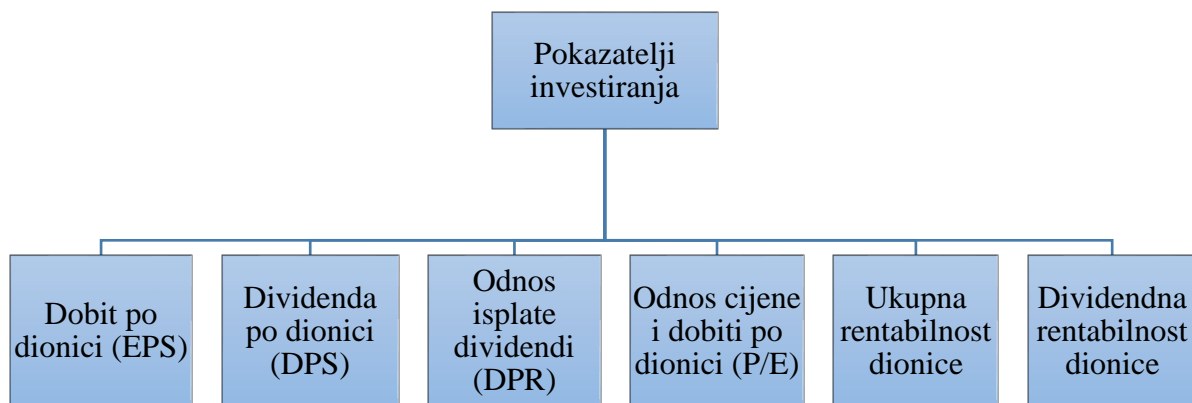 Pokazatelji
investiranja
Dobit po
dionici (EPS)
Dividenda
po dionici
(DPS)
Odnos
isplate
dividendi
(DPR)
Odnos cijene
i dobiti po
dionici (P/E)
Ukupna
rentabilnost
dionice
Dividendna
rentabilnost
dionice